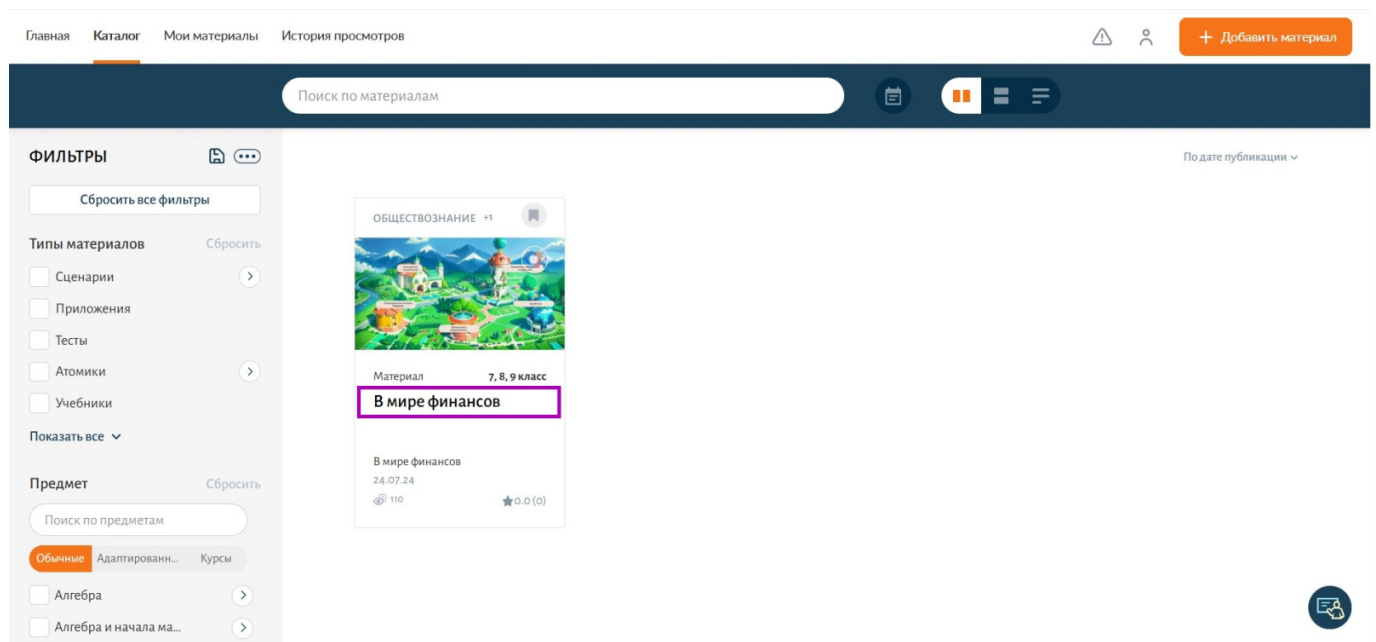 Главная Каталог Мои материалы История просмотров + Добавить материал
Поиск по материалам
ФИЛЬТРЫ
По дате публикации
Сбросить все фильтры
Типы материалов Сбросить
Сценарии
Приложения
Тесты
Атомики
Учебники
Показать все
Предмет Сбросить
Поиск по предметам
Обычные Адаптированн... Курсы
Алгебра
Алгебра и начала ма...
ОБЩЕСТВОЗНАНИЕ +1
Материал 7, 8, 9 класс
В мире финансов
В мире финансов
24.07.24
110 0.0 (0)